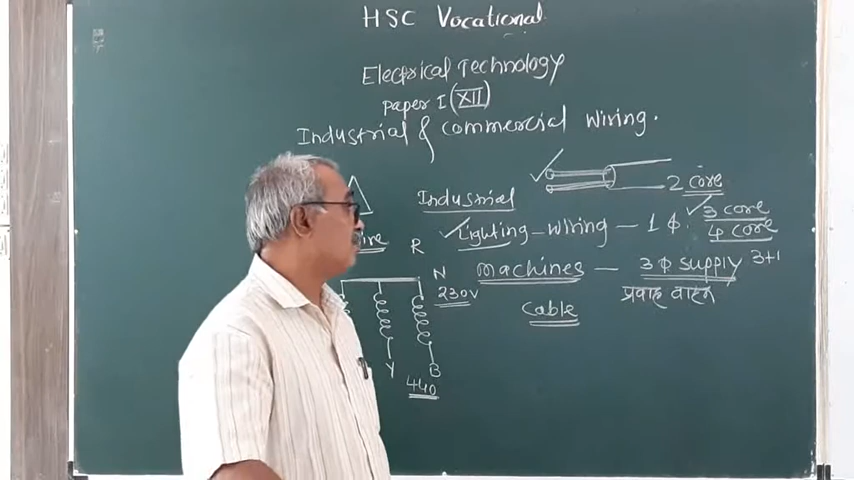 HSC Vocational
Electrical Technology
paper I (XII)
Industrial & commercial wiring.
Industrial
2 core
Lighting - wiring - 1 ϕ.
3 core
4 core
R
N
230V
machines - 3 ϕ supply 3+1
प्रवाह वाहन
Cable
Y
B
440